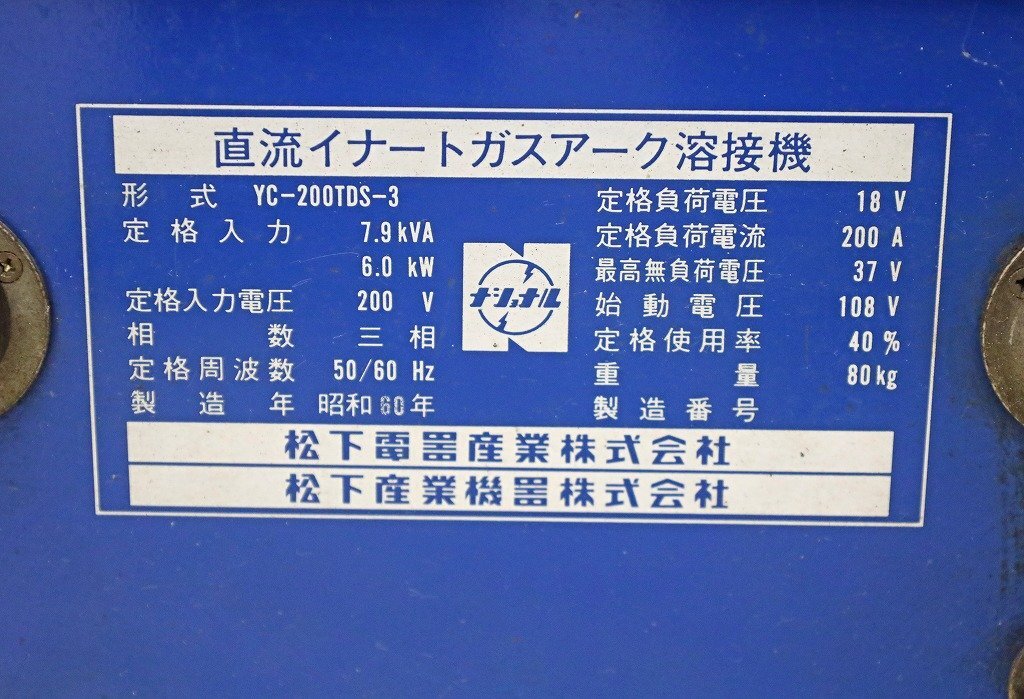 直流イナートガスアーク溶接機
形式 YC-200TDS-3
定格入力 7.9kVA
6.0 kW
定格入力電圧 200 V
相数 三相
定格周波数 50/60 Hz
製造年 昭和60年
ナショナル
定格負荷電圧 18 V
定格負荷電流 200 A
最高無負荷電圧 37 V
始動電圧 108 V
定格使用率 40 %
重量 80kg
製造番号
松下電器産業株式会社
松下産業機器株式会社